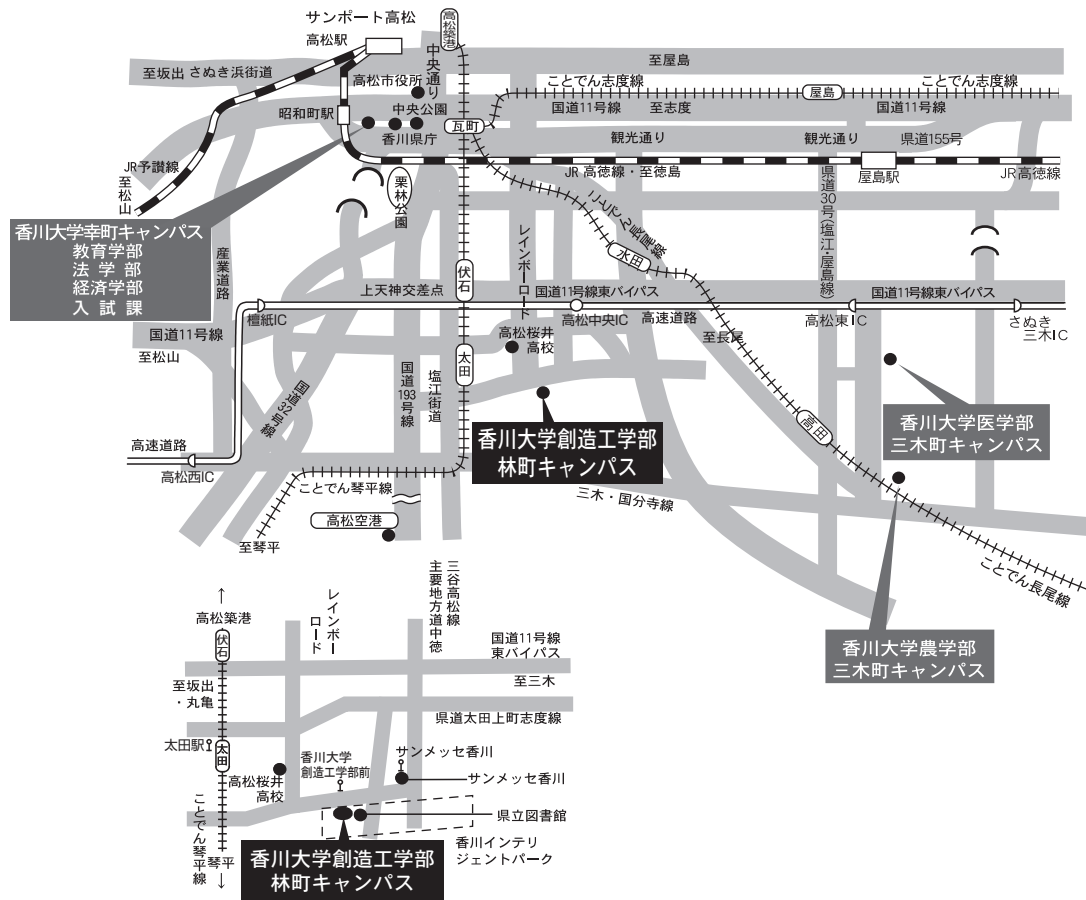 サンポート高松
高松駅
高松築港
中央通り
至坂出 さぬき浜街道
高松市役所
至屋島
ことでん志度線
屋島
ことでん志度線
昭和町駅
中央公園
香川県庁
瓦町
国道11号線
至志度
国道11号線
観光通り
観光通り
県道155号
JR予讃線
至松山
栗林公園
JR 高徳線・至徳島
屋島駅
JR高徳線
香川大学幸町キャンパス
教育学部
法 学 部
経済学部
入 試 課
産業道路
レインボーロード
ことでん長尾線
水田
県道30号(塩江・屋島線)
伏石
上天神交差点
国道11号線東バイパス
国道11号線東バイパス
国道11号線
檀紙IC
高松中央IC
高速道路
高松東IC
さぬき
三木IC
至松山
高松桜井
高校
至長尾
太田
国道32号線
国道193号線
塩江街道
高速道路
高松西IC
香川大学創造工学部
林町キャンパス
高田
香川大学医学部
三木町キャンパス
ことでん琴平線
三木・国分寺線
高松空港
至琴平
ことでん長尾線
香川大学農学部
三木町キャンパス
↑
高松築港
伏石
レインボー
ロード
三谷高松線
主要地方道中徳
国道11号線
東バイパス
至坂出
・丸亀
至三木
県道太田上町志度線
太田駅
太田
高松桜井
高校
香川大学
創造工学部前
サンメッセ香川
サンメッセ香川
県立図書館
香川インテリ
ジェントパーク
ことでん琴平線
琴平
↓
香川大学創造工学部
林町キャンパス